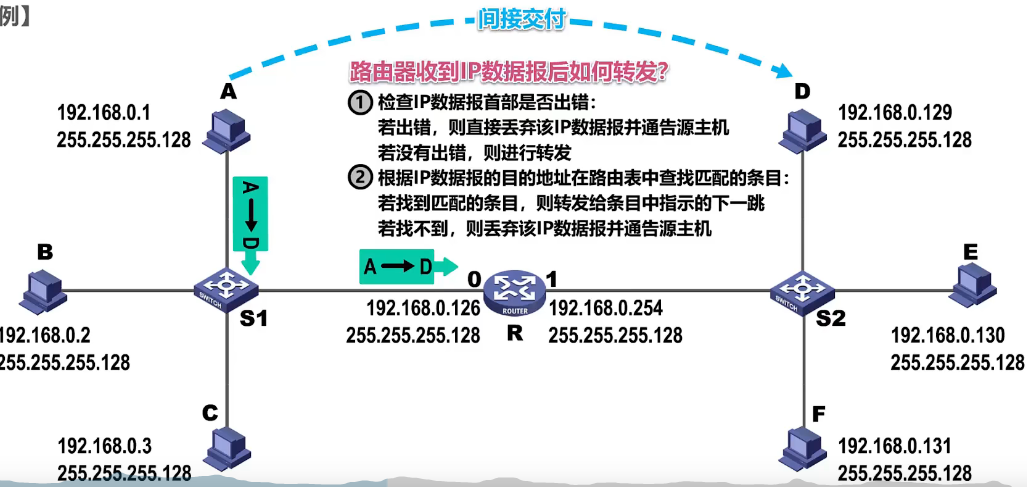 例】
间接交付
路由器收到IP数据报后如何转发?
① 检查IP数据报首部是否出错:
若出错,则直接丢弃该IP数据报并通告源主机
若没有出错,则进行转发
② 根据IP数据报的目的地址在路由表中查找匹配的条目:
若找到匹配的条目,则转发给条目中指示的下一跳
若找不到,则丢弃该IP数据报并通告源主机
A
192.168.0.1
255.255.255.128
D
192.168.0.129
255.255.255.128
A→D
B
192.168.0.2
255.255.255.128
SWITCH
S1
A→D
0
1
ROUTER
R
192.168.0.126
255.255.255.128
192.168.0.254
255.255.255.128
SWITCH
S2
E
192.168.0.130
255.255.255.128
C
192.168.0.3
255.255.255.128
F
192.168.0.131
255.255.255.128